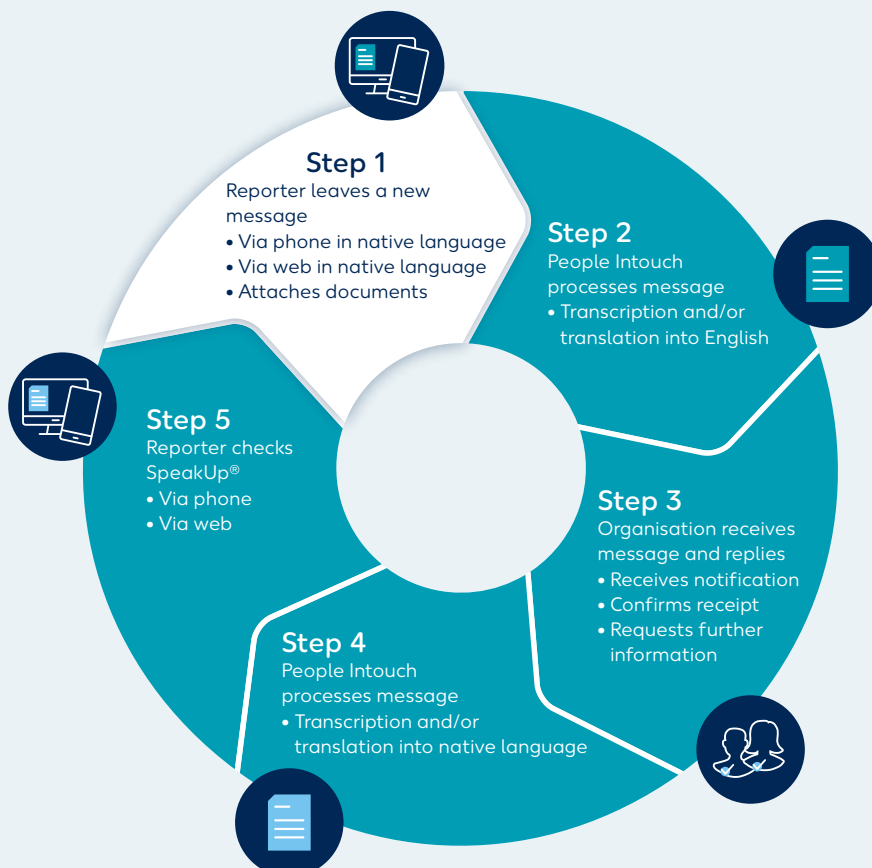 Step 1
Reporter leaves a new
message
• Via phone in native language
• Via web in native language
• Attaches documents
Step 2
People Intouch
processes message
• Transcription and/or
translation into English
Step 3
Organisation receives
message and replies
• Receives notification
• Confirms receipt
• Requests further
information
Step 4
People Intouch
processes message
• Transcription and/or
translation into native language
Step 5
Reporter checks
SpeakUp®
• Via phone
• Via web